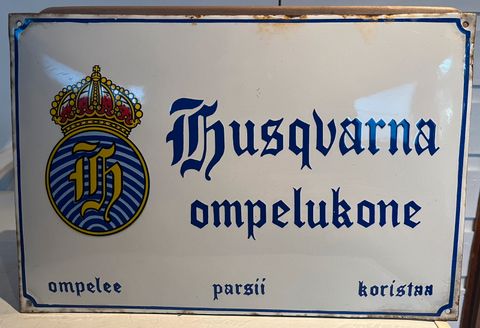 H
Husqvarna
ompelukone
ompelee parsii koristaa